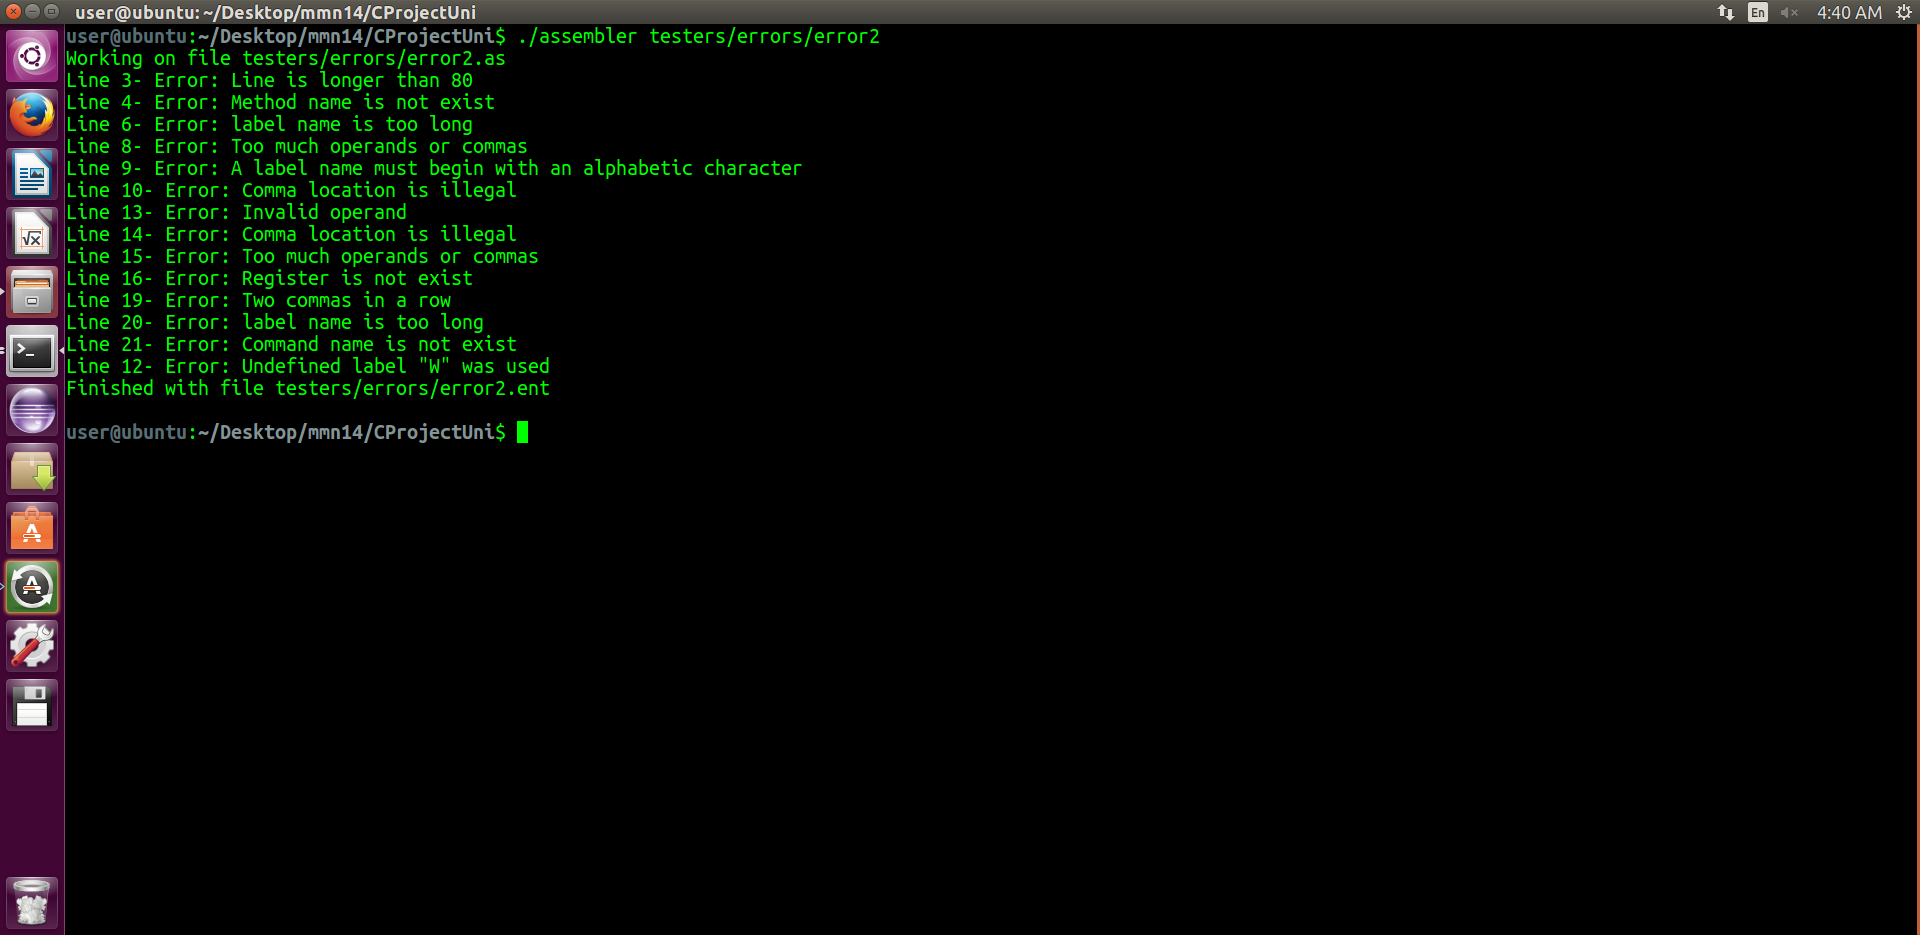 user@ubuntu: ~/Desktop/mmn14/CProjectUni
En
4:40 AM
user@ubuntu:~/Desktop/mmn14/CProjectUni$ ./assembler testers/errors/error2
Working on file testers/errors/error2.as
Line 3- Error: Line is longer than 80
Line 4- Error: Method name is not exist
Line 6- Error: label name is too long
Line 8- Error: Too much operands or commas
Line 9- Error: A label name must begin with an alphabetic character
Line 10- Error: Comma location is illegal
Line 13- Error: Invalid operand
Line 14- Error: Comma location is illegal
Line 15- Error: Too much operands or commas
Line 16- Error: Register is not exist
Line 19- Error: Two commas in a row
Line 20- Error: label name is too long
Line 21- Error: Command name is not exist
Line 12- Error: Undefined label "W" was used
Finished with file testers/errors/error2.ent
user@ubuntu:~/Desktop/mmn14/CProjectUni$